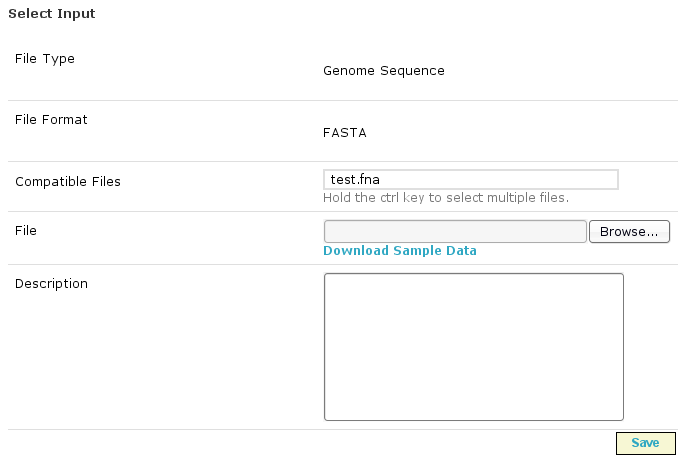 Select Input
File Type
Genome Sequence
File Format
FASTA
Compatible Files
test.fna
Hold the ctrl key to select multiple files.
File
Browse...
Download Sample Data
Description
Save